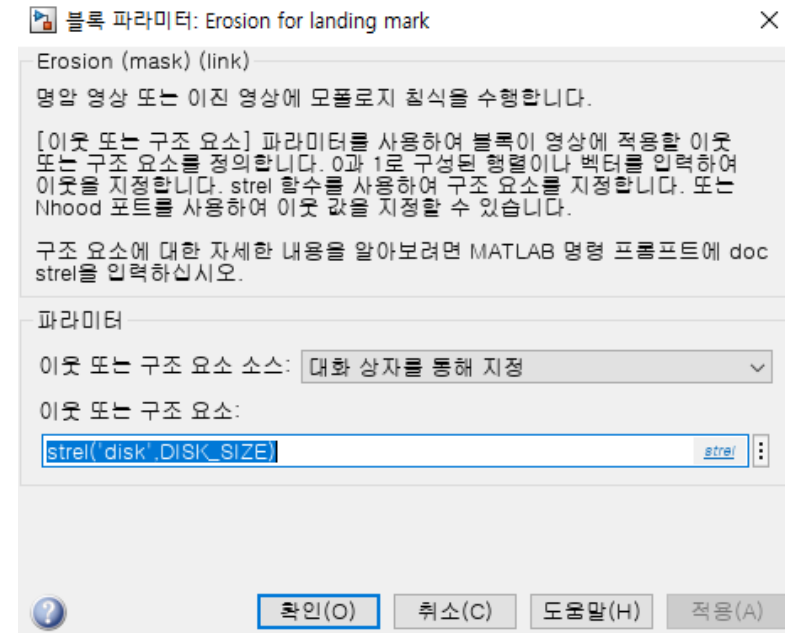 블록 파라미터: Erosion for landing mark
Erosion (mask) (link)
명암 영상 또는 이진 영상에 모폴로지 침식을 수행합니다.
[이웃 또는 구조 요소] 파라미터를 사용하여 블록이 영상에 적용할 이웃
또는 구조 요소를 정의합니다. 0과 1로 구성된 행렬이나 벡터를 입력하여
이웃을 지정합니다. strel 함수를 사용하여 구조 요소를 지정합니다. 또는
Nhood 포트를 사용하여 이웃 값을 지정할 수 있습니다.
구조 요소에 대한 자세한 내용을 알아보려면 MATLAB 명령 프롬프트에 doc
strel을 입력하십시오.
파라미터
이웃 또는 구조 요소 소스: 대화 상자를 통해 지정
이웃 또는 구조 요소:
strel('disk',DISK_SIZE) strel
확인(O) 취소(C) 도움말(H) 적용(A)